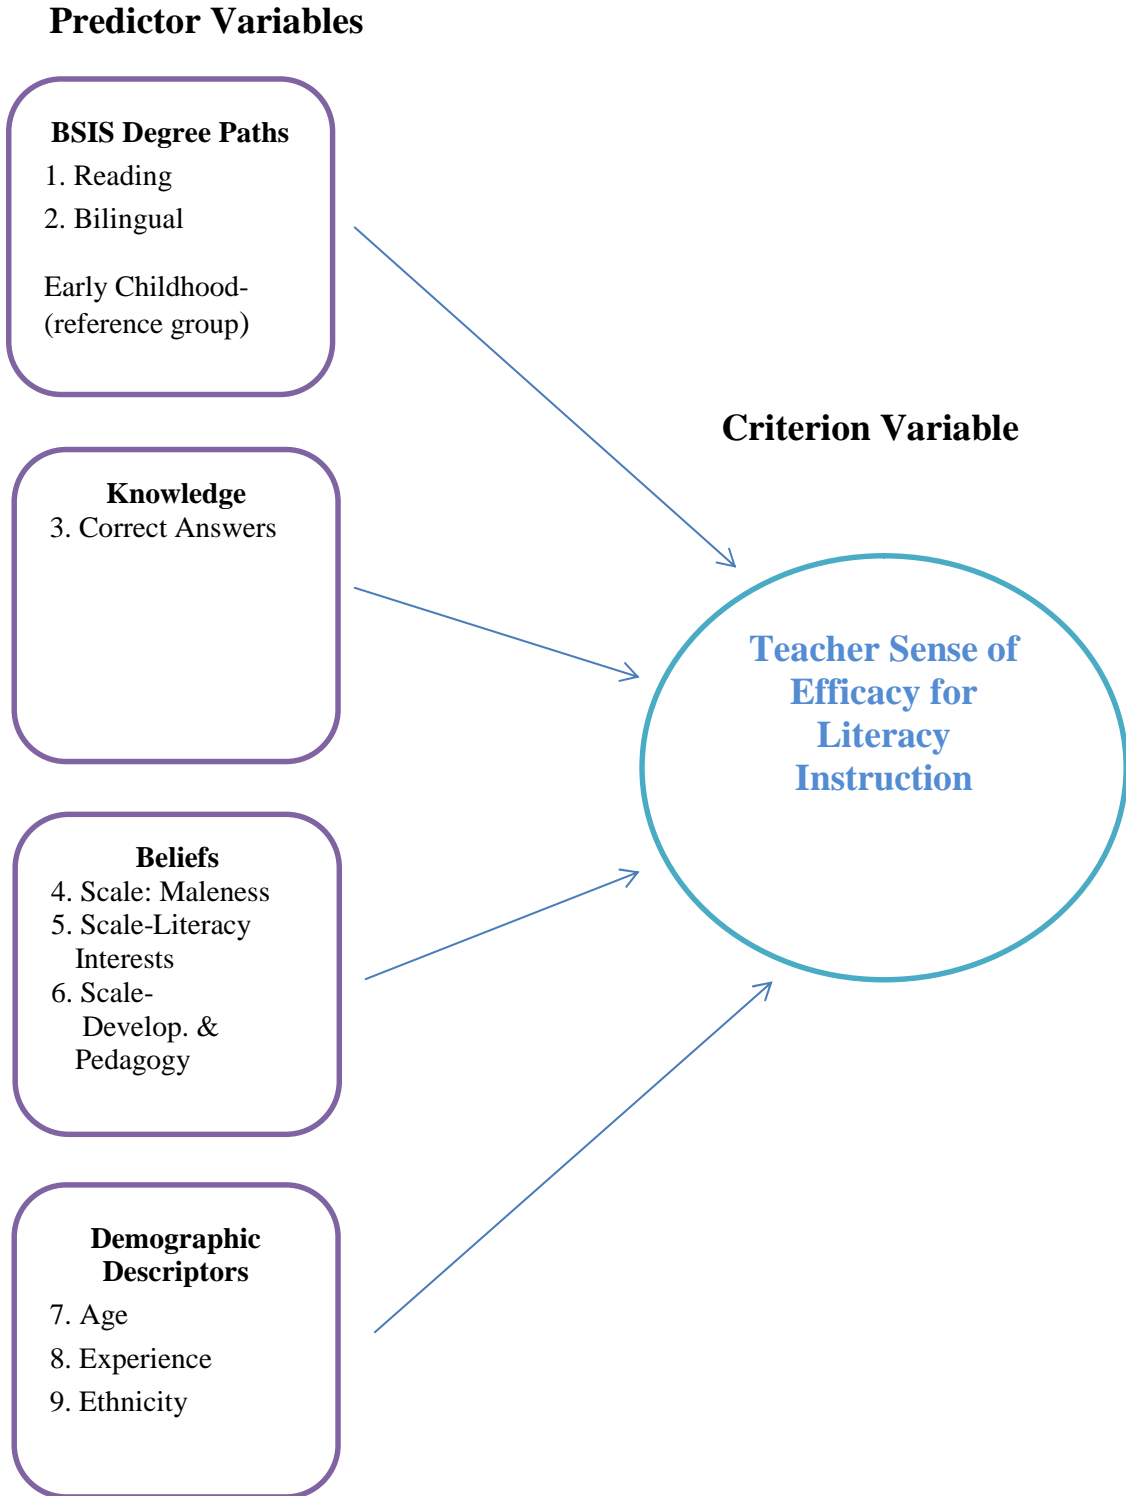 Predictor Variables
BSIS Degree Paths
1. Reading
2. Bilingual
Early Childhood-
(reference group)
Knowledge
3. Correct Answers
Beliefs
4. Scale: Maleness
5. Scale-Literacy
Interests
6. Scale-
Develop. &
Pedagogy
Demographic
Descriptors
7. Age
8. Experience
9. Ethnicity
Criterion Variable
Teacher Sense of
Efficacy for
Literacy
Instruction